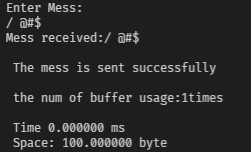 Enter Mess:
/ @#$
Mess received:/ @#$
The mess is sent successfully
the num of buffer usage:1times
Time 0.000000 ms
Space: 100.000000 byte